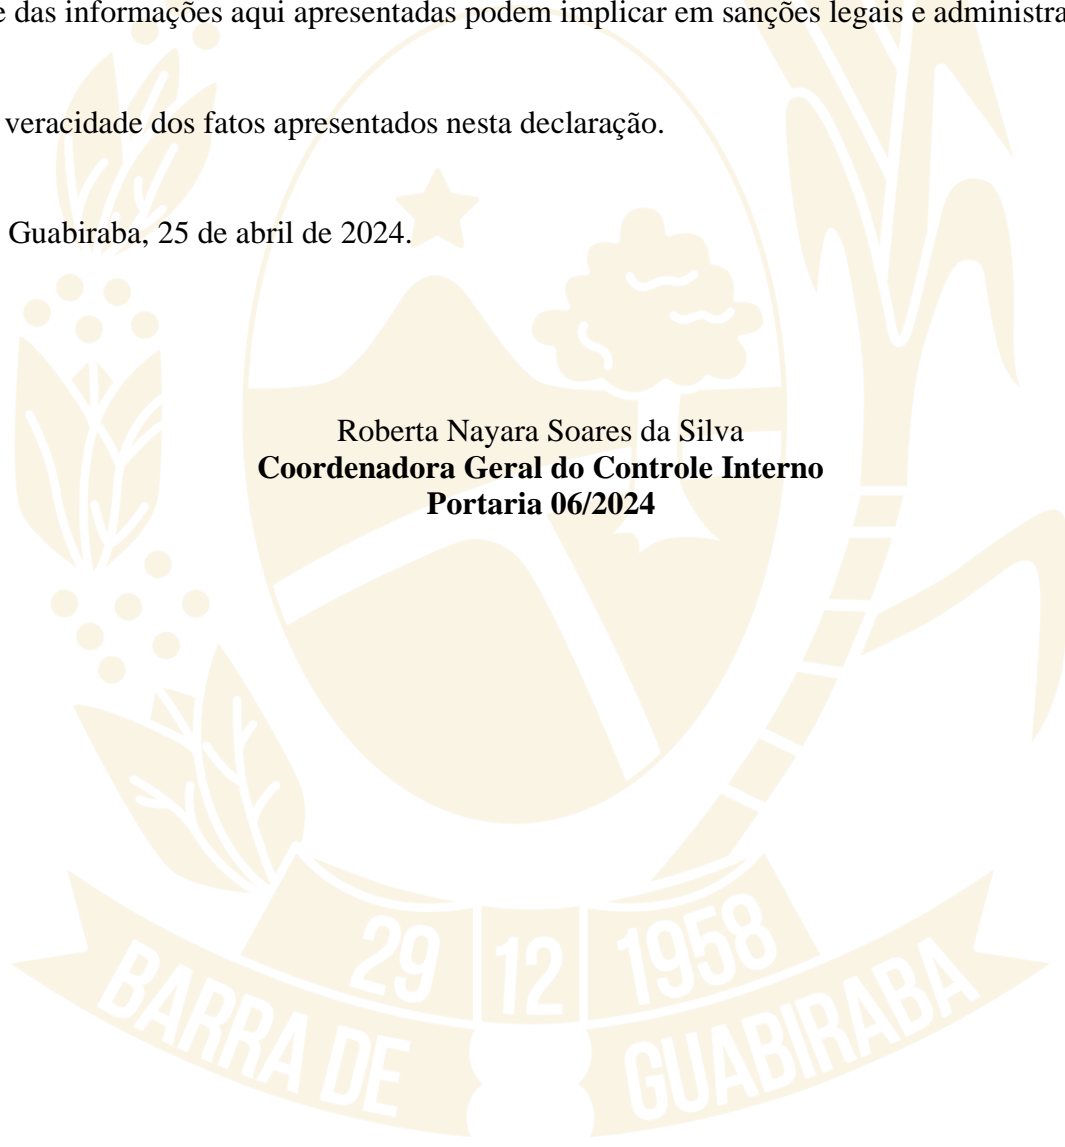 e das informações aqui apresentadas podem implicar em sanções legais e administra
veracidade dos fatos apresentados nesta declaração.
Guabiraba, 25 de abril de 2024.
Roberta Nayara Soares da Silva
Coordenadora Geral do Controle Interno
Portaria 06/2024
29 12 1958
BARRA DE GUABIRABA